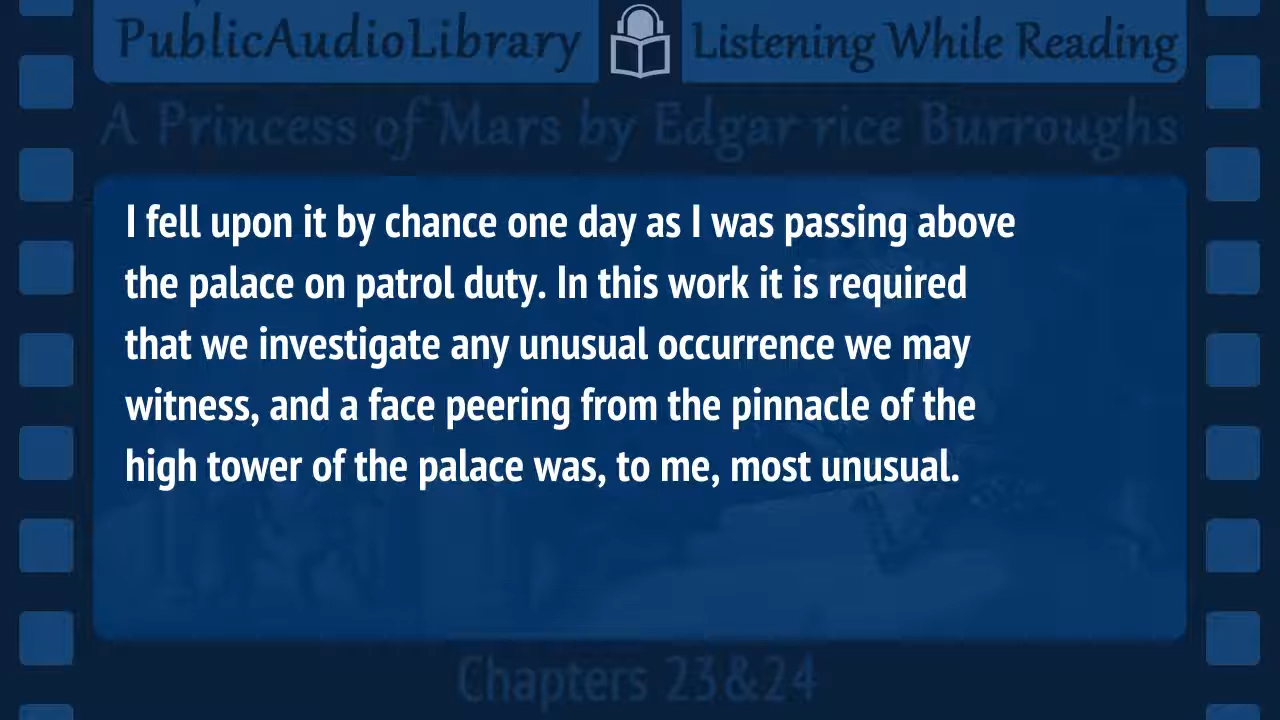 PublicAudioLibrary Listening While Reading
A Princess of Mars by Edgar rice Burroughs
I fell upon it by chance one day as I was passing above
the palace on patrol duty. In this work it is required
that we investigate any unusual occurrence we may
witness, and a face peering from the pinnacle of the
high tower of the palace was, to me, most unusual.
Chapters 23&24